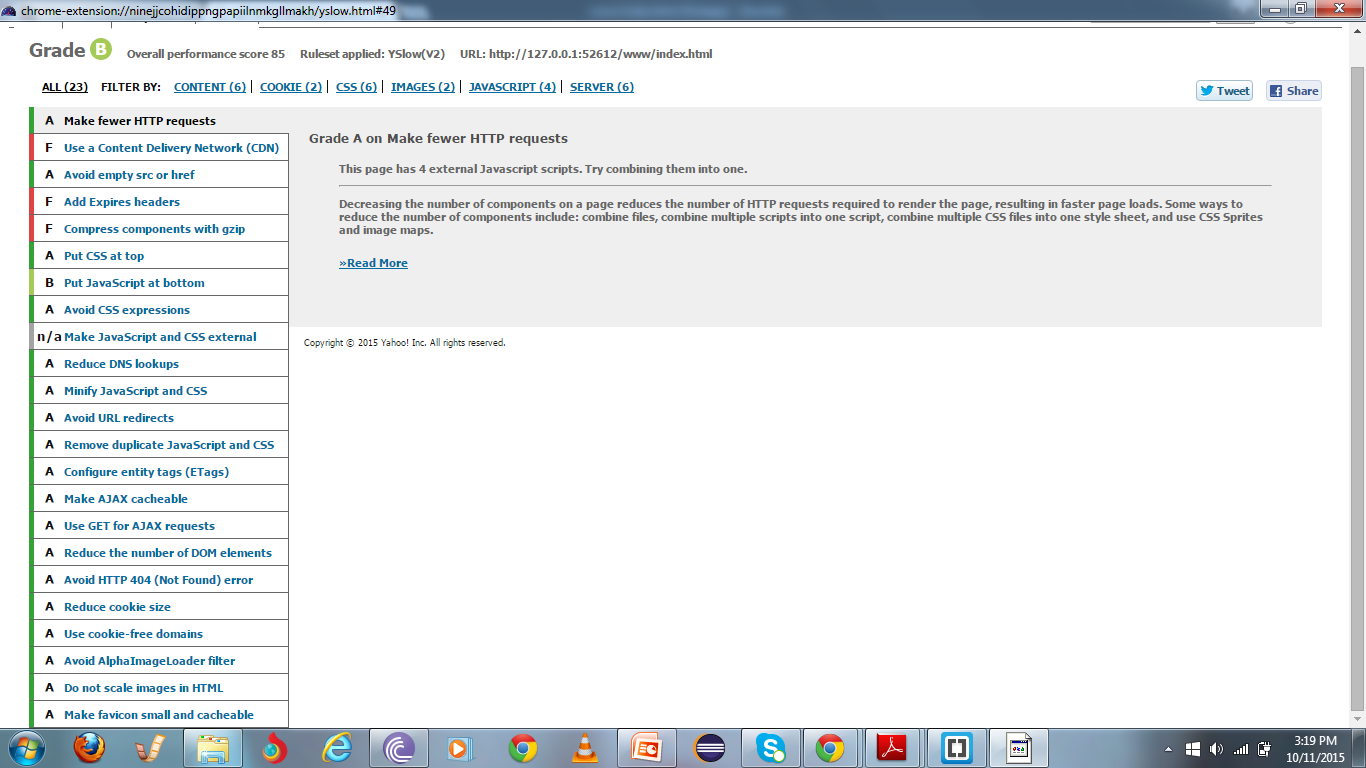 chrome-extension://ninejjcohidippngpapiilnmkgllmakh/yslow.html#49
Grade B Overall performance score 85 Ruleset applied: YSlow(V2) URL: http://127.0.0.1:52612/www/index.html
ALL (23) FILTER BY: CONTENT (6) | COOKIE (2) | CSS (6) | IMAGES (2) | JAVASCRIPT (4) | SERVER (6)
Tweet Share
A Make fewer HTTP requests
F Use a Content Delivery Network (CDN)
A Avoid empty src or href
F Add Expires headers
F Compress components with gzip
A Put CSS at top
B Put JavaScript at bottom
A Avoid CSS expressions
n/a Make JavaScript and CSS external
A Reduce DNS lookups
A Minify JavaScript and CSS
A Avoid URL redirects
A Remove duplicate JavaScript and CSS
A Configure entity tags (ETags)
A Make AJAX cacheable
A Use GET for AJAX requests
A Reduce the number of DOM elements
A Avoid HTTP 404 (Not Found) error
A Reduce cookie size
A Use cookie-free domains
A Avoid AlphaImageLoader filter
A Do not scale images in HTML
A Make favicon small and cacheable
Grade A on Make fewer HTTP requests
This page has 4 external Javascript scripts. Try combining them into one.
Decreasing the number of components on a page reduces the number of HTTP requests required to render the page, resulting in faster page loads. Some ways to
reduce the number of components include: combine files, combine multiple scripts into one script, combine multiple CSS files into one style sheet, and use CSS Sprites
and image maps.
»Read More
Copyright © 2015 Yahoo! Inc. All rights reserved.
3:19 PM
10/11/2015